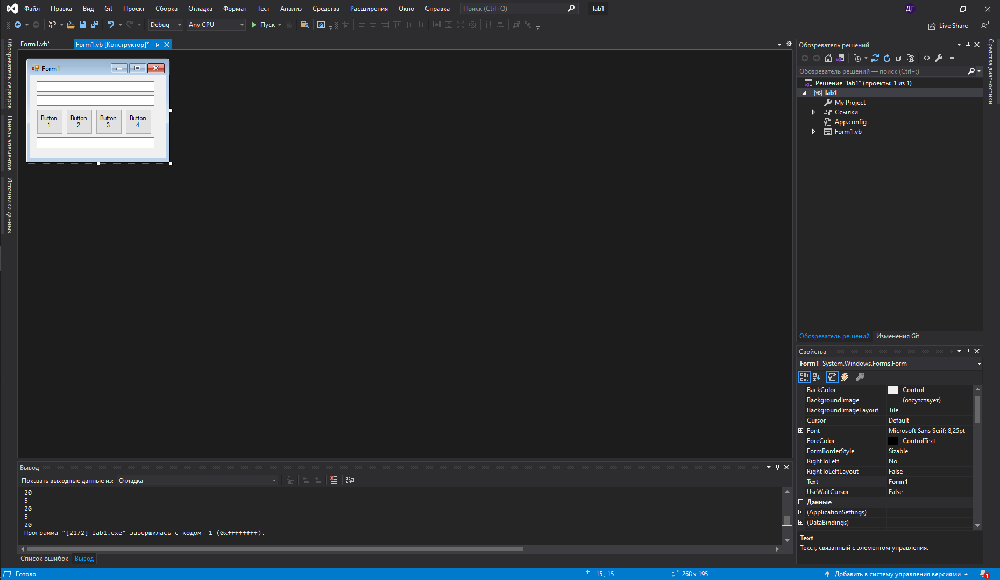 Файл Правка Вид Git Проект Сборка Отладка Формат Тест Анализ Средства Расширения Окно Справка Поиск (Ctrl+Q) lab1 ДГ
Debug Any CPU Пуск Live Share
Form1.vb* Form1.vb [Конструктор]*
Обозреватель серверов
Панель элементов
Источники данных
Form1
Button 1
Button 2
Button 3
Button 4
Обозреватель решений
Обозреватель решений — поиск (Ctrl+;)
Решение "lab1" (проекты: 1 из 1)
VB lab1
My Project
Ссылки
App.config
Form1.vb
Обозреватель решений Изменения Git
Средства диагностики
Свойства
Form1 System.Windows.Forms.Form
BackColor Control
BackgroundImage (отсутствует)
BackgroundImageLayout Tile
Cursor Default
Font Microsoft Sans Serif; 8,25pt
ForeColor ControlText
FormBorderStyle Sizable
RightToLeft No
RightToLeftLayout False
Text Form1
UseWaitCursor False
Данные
(ApplicationSettings)
(DataBindings)
Text
Текст, связанный с элементом управления.
Вывод
Показать выходные данные из: Отладка
20
5
20
5
20
Программа "[2172] lab1.exe" завершилась с кодом -1 (0xffffffff).
Список ошибок Вывод
Готово 15 , 15 268 x 195 Добавить в систему управления версиями 1